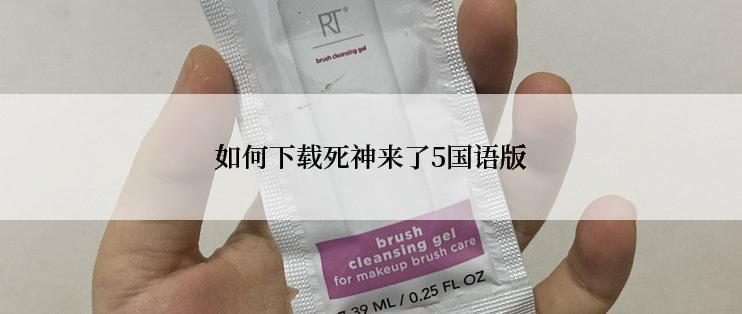 RT®
brush cleansing gel
如何下载死神来了5国语版
brush
cleansing gel
for makeup brush care
7.39 ML / 0.25 FL OZ